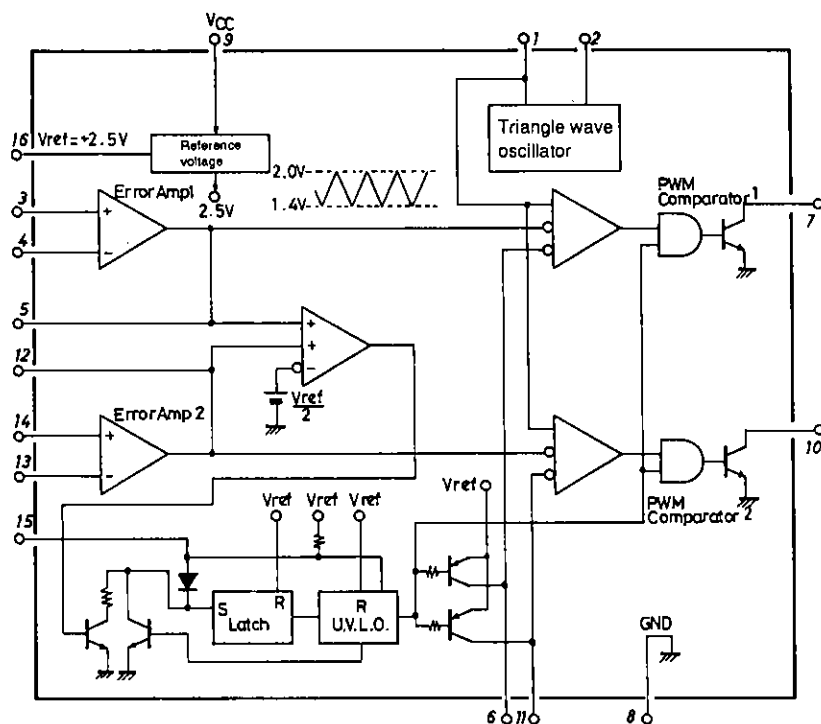 VCC
9
1
2
16 Vref=+2.5V
Reference voltage
Triangle wave
oscillator
2.5V
2.0V
1.4V
3
Error Amp1
4
PWM
Comparator 1
7
5
12
Vref
2
14
Error Amp 2
13
10
PWM
Comparator 2
15
Vref
Vref
Vref
Vref
S
R
Latch
R
U.V.L.O.
GND
6
11
8